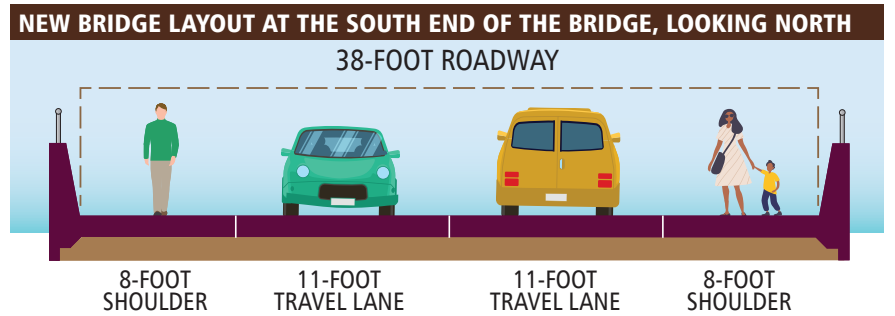 NEW BRIDGE LAYOUT AT THE SOUTH END OF THE BRIDGE, LOOKING NORTH
38-FOOT ROADWAY
8-FOOT
SHOULDER
11-FOOT
TRAVEL LANE
11-FOOT
TRAVEL LANE
8-FOOT
SHOULDER